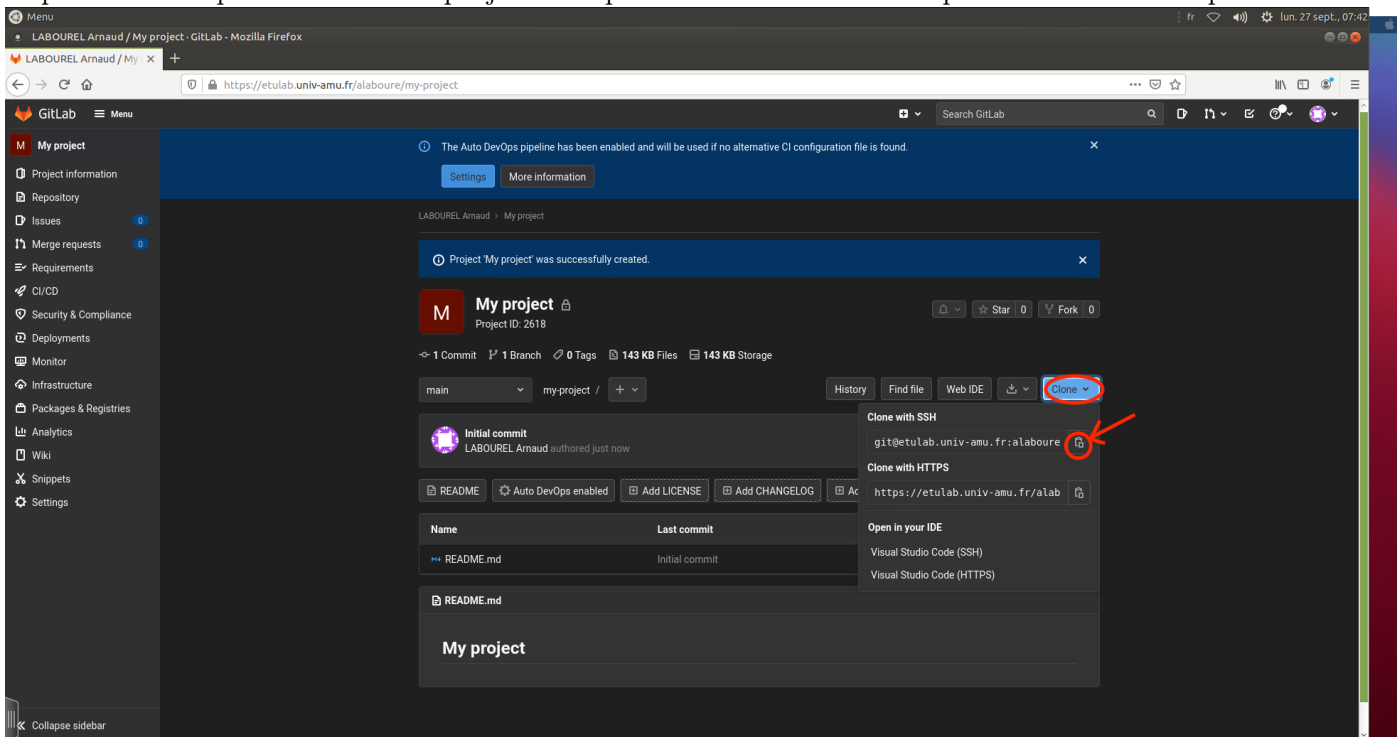 Menu
fr lun. 27 sept., 07:42
LABOUREL Arnaud / My project · GitLab - Mozilla Firefox
LABOUREL Arnaud / My
https://etulab.univ-amu.fr/alaboure/my-project
GitLab Menu
Search GitLab
M My project
Project information
Repository
Issues 0
Merge requests 0
Requirements
CI/CD
Security & Compliance
Deployments
Monitor
Infrastructure
Packages & Registries
Analytics
Wiki
Snippets
Settings
Collapse sidebar
The Auto DevOps pipeline has been enabled and will be used if no alternative CI configuration file is found.
Settings More information
LABOUREL Arnaud > My project
Project 'My project' was successfully created.
M My project
Project ID: 2618
Star 0 Fork 0
1 Commit 1 Branch 0 Tags 143 KB Files 143 KB Storage
main my-project / +
History Find file Web IDE Clone
Initial commit
LABOUREL Arnaud authored just now
Clone with SSH
git@etulab.univ-amu.fr:alaboure
Clone with HTTPS
https://etulab.univ-amu.fr/alab
Open in your IDE
Visual Studio Code (SSH)
Visual Studio Code (HTTPS)
README Auto DevOps enabled Add LICENSE Add CHANGELOG
Name Last commit
README.md Initial commit
README.md
My project